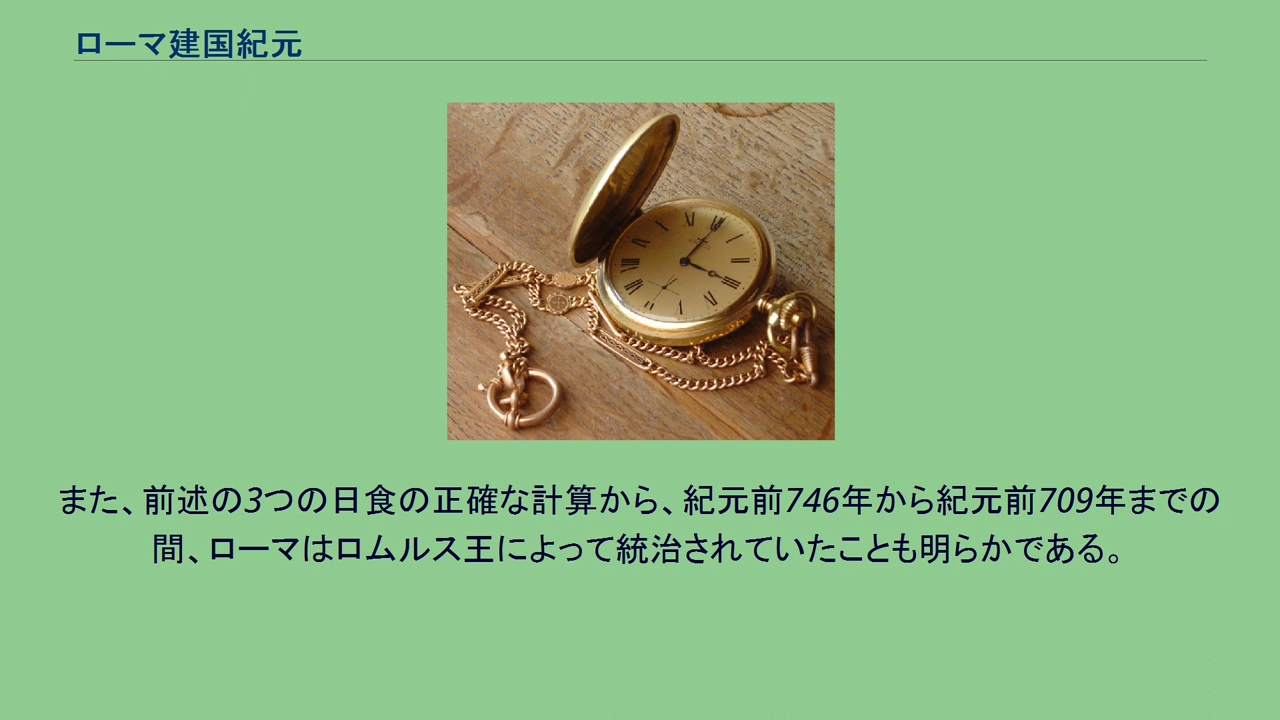 ローマ建国紀元
また、前述の3つの日食の正確な計算から、紀元前746年から紀元前709年までの
間、ローマはロムルス王によって統治されていたことも明らかである。